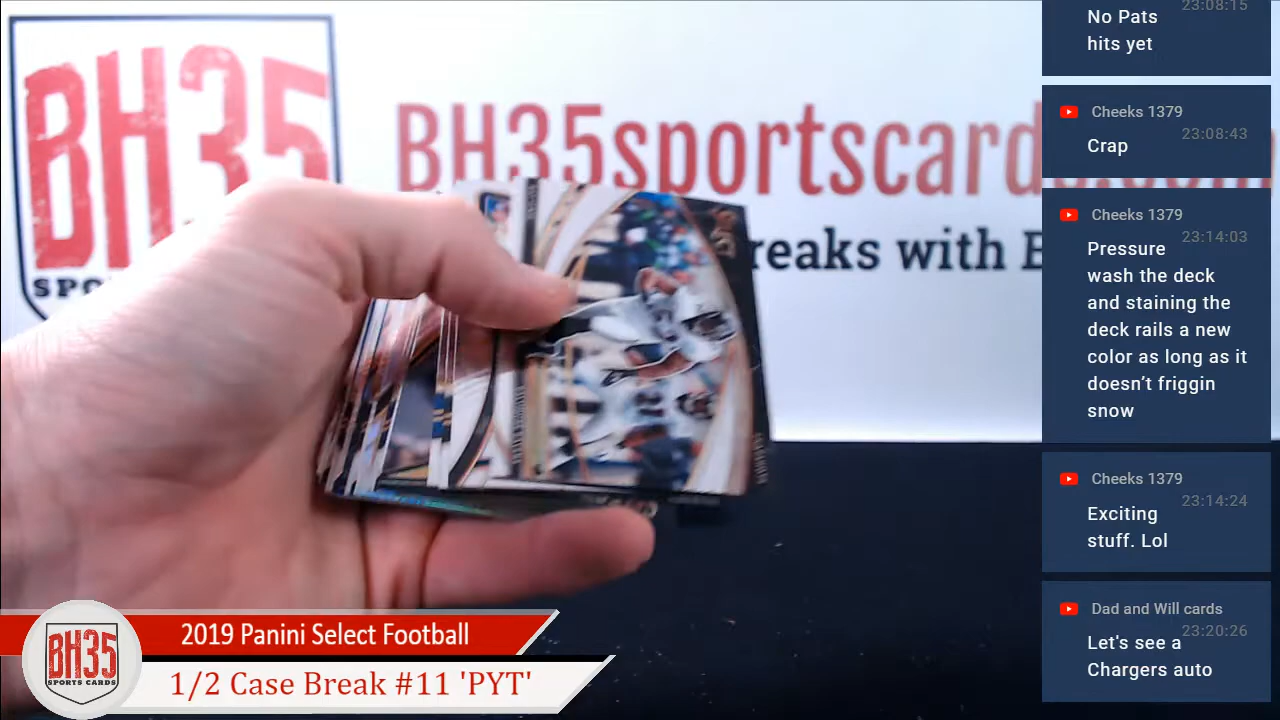 BH35
SPO
BH35sportscard
reaks with B
23:08:15
No Pats
hits yet
Cheeks 1379
23:08:43
Crap
Cheeks 1379
23:14:03
Pressure
wash the deck
and staining the
deck rails a new
color as long as it
doesn't friggin
snow
Cheeks 1379
23:14:24
Exciting
stuff. Lol
Dad and Will cards
23:20:26
Let's see a
Chargers auto
BH35
SPORTS CARDS
2019 Panini Select Football
1/2 Case Break #11 'PYT'